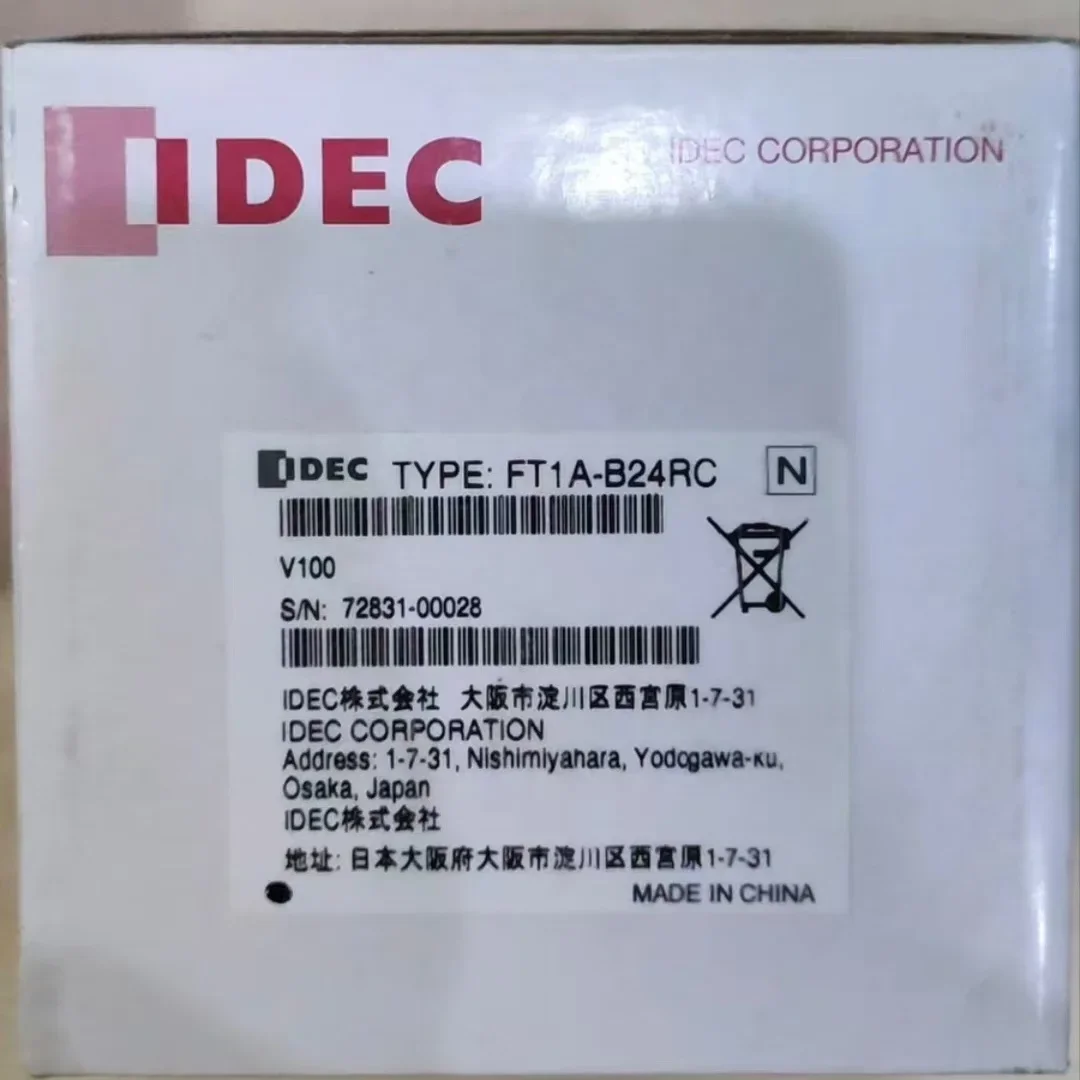 IDEC
IDEC CORPORATION
IDEC TYPE: FT1A-B24RC N
V100
S/N: 72831-00028
IDEC株式会社 大阪市淀川区西宮原1-7-31
IDEC CORPORATION
Address: 1-7-31, Nishimiyahara, Yodogawa-ku,
Osaka, Japan
IDEC株式会社
地址: 日本大阪府大阪市淀川区西宮原1-7-31
MADE IN CHINA